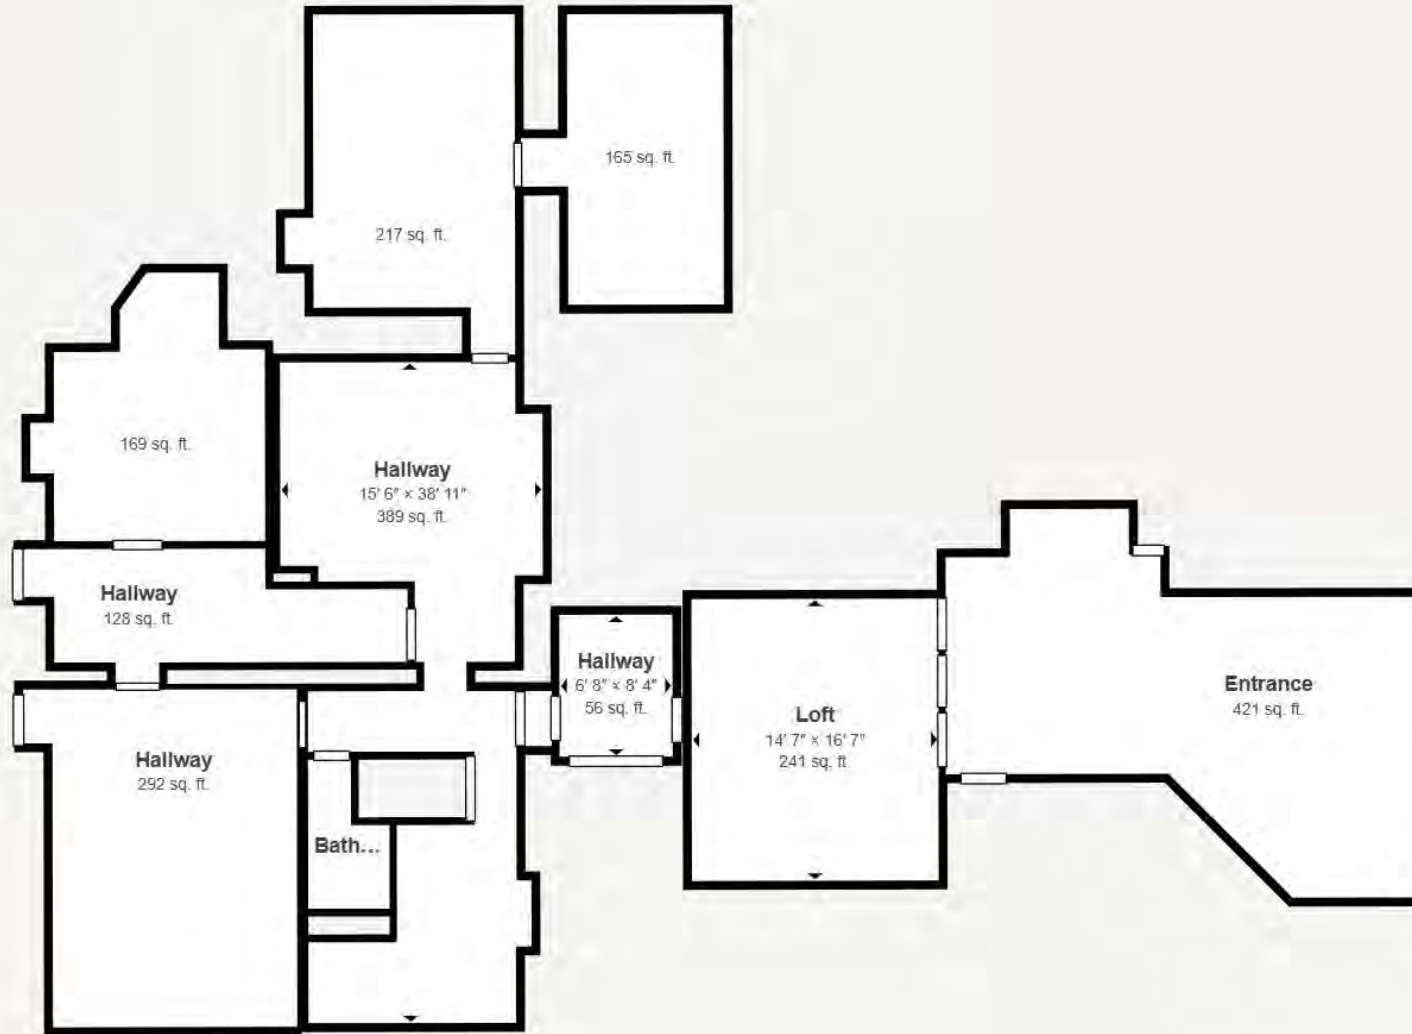 165 sq. ft.
217 sq. ft.
169 sq. ft.
Hallway
15' 6" × 38' 11"
389 sq. ft.
Hallway
128 sq. ft.
Hallway
6' 8" × 8' 4"
56 sq. ft.
Entrance
421 sq. ft.
Loft
14' 7" × 16' 7"
241 sq. ft.
Hallway
292 sq. ft.
Bath...